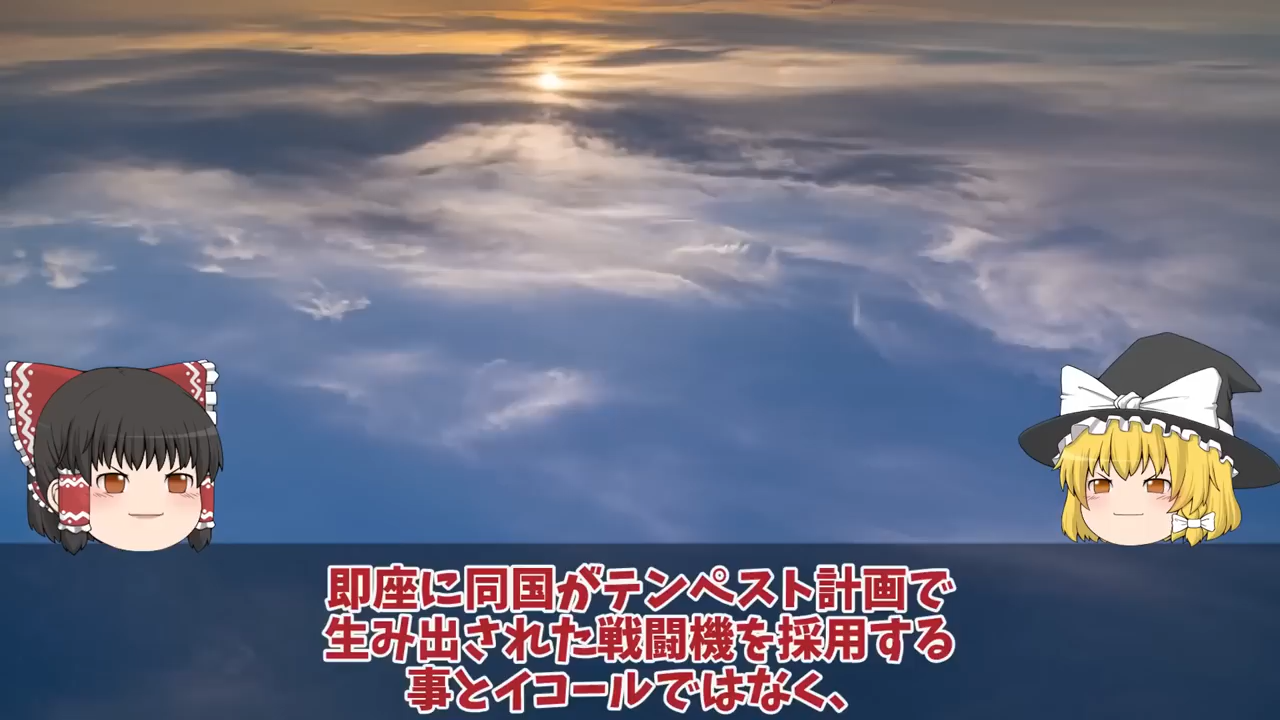 即座に同国がテンペスト計画で
生み出された戦闘機を採用する
事とイコールではなく、